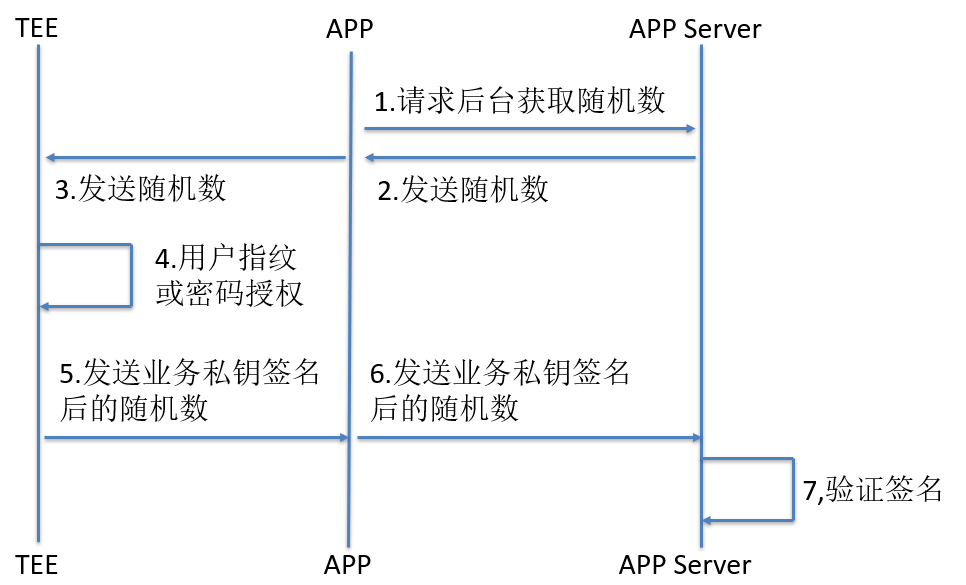 TEE
APP
APP Server
1.请求后台获取随机数
3.发送随机数
2.发送随机数
4.用户指纹
或密码授权
5.发送业务私钥签名
后的随机数
6.发送业务私钥签名
后的随机数
7,验证签名
TEE
APP
APP Server